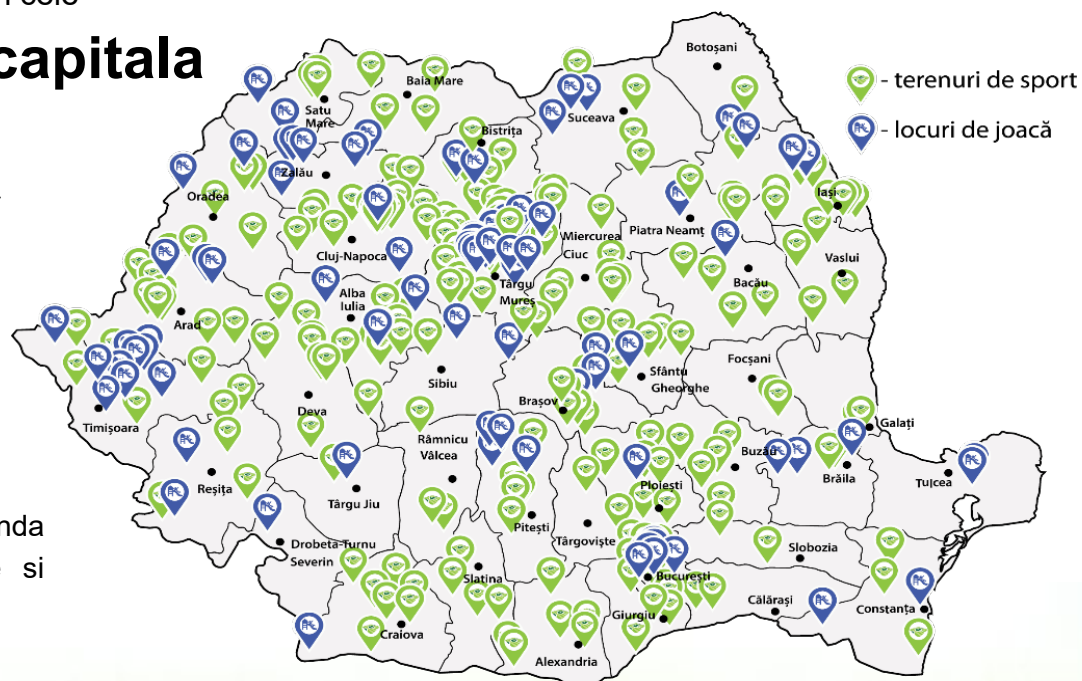 capitala
- terenuri de sport
- locuri de joacă
nda
si
Botoșani
Baia Mare
Satu
Mare
Suceava
Bistrița
Zalău
Oradea
Iași
Piatra Neamț
Miercurea
Ciuc
Cluj-Napoca
Vaslui
Bacău
Târgu
Mureș
Alba
Iulia
Arad
Focșani
Sfântu
Gheorghe
Sibiu
Deva
Brașov
Timișoara
Galați
Râmnicu
Vâlcea
Buzău
Brăila
Tulcea
Reșița
Târgu Jiu
Ploiești
Pitești
Târgoviște
Drobeta-Turnu
Severin
Slobozia
Slatina
București
Călărași
Constanța
Giurgiu
Craiova
Alexandria